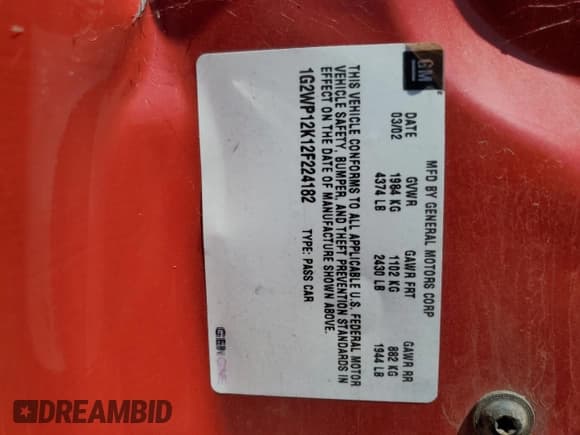 GM
MFD BY GENERAL MOTORS CORP
DATE GVWR GAWR FRT GAWR RR
03/02 1984 KG 1102 KG 882 KG
4374 LB 2430 LB 1944 LB
THIS VEHICLE CONFORMS TO ALL APPLICABLE U.S. FEDERAL MOTOR
VEHICLE SAFETY, BUMPER, AND THEFT PREVENTION STANDARDS IN
EFFECT ON THE DATE OF MANUFACTURE SHOWN ABOVE.
1G2WP12K12F224182 TYPE: PASS CAR
DREAMBID